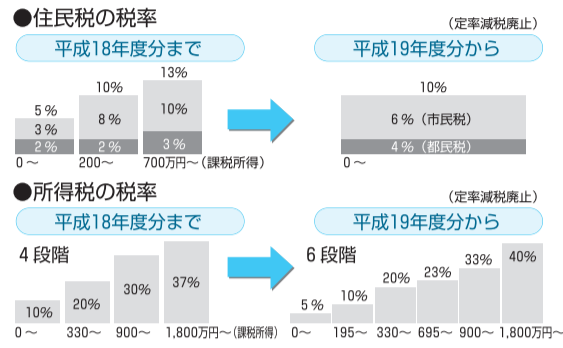 ●住民税の税率
（定率減税廃止）
平成18年度分まで
平成19年度分から
5％
3％
2％
10％
8％
2％
13％
10％
3％
0～
200～
700万円～（課税所得）
10％
6％（市民税）
4％（都民税）
0～
●所得税の税率
（定率減税廃止）
平成18年度分まで
平成19年度分から
4段階
10％
20％
30％
37％
0～
330～
900～
1,800万円～（課税所得）
6段階
5％
10％
20％
23％
33％
40％
0～
195～
330～
695～
900～
1,800万円～